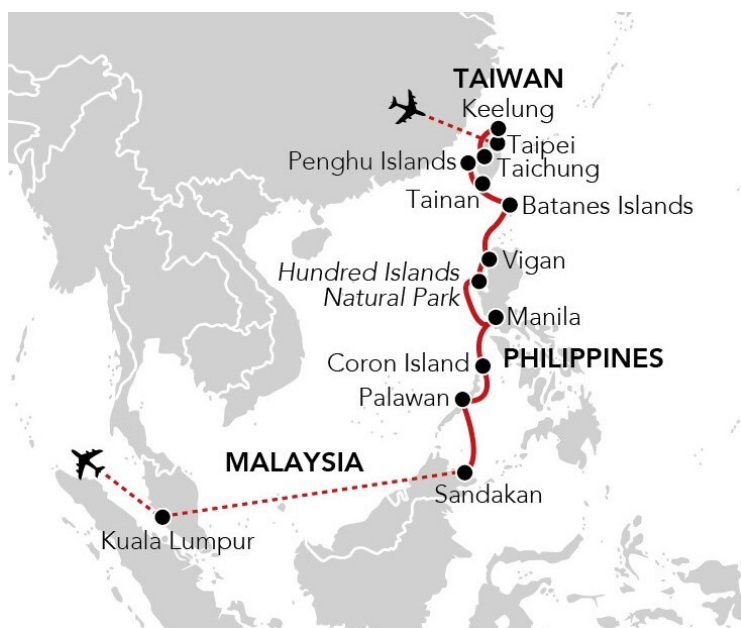 TAIWAN
Keelung
Taipei
Penghu Islands
Taichung
Tainan
Batanes Islands
Vigan
Hundred Islands
Natural Park
Manila
Coron Island
PHILIPPINES
Palawan
MALAYSIA
Sandakan
Kuala Lumpur